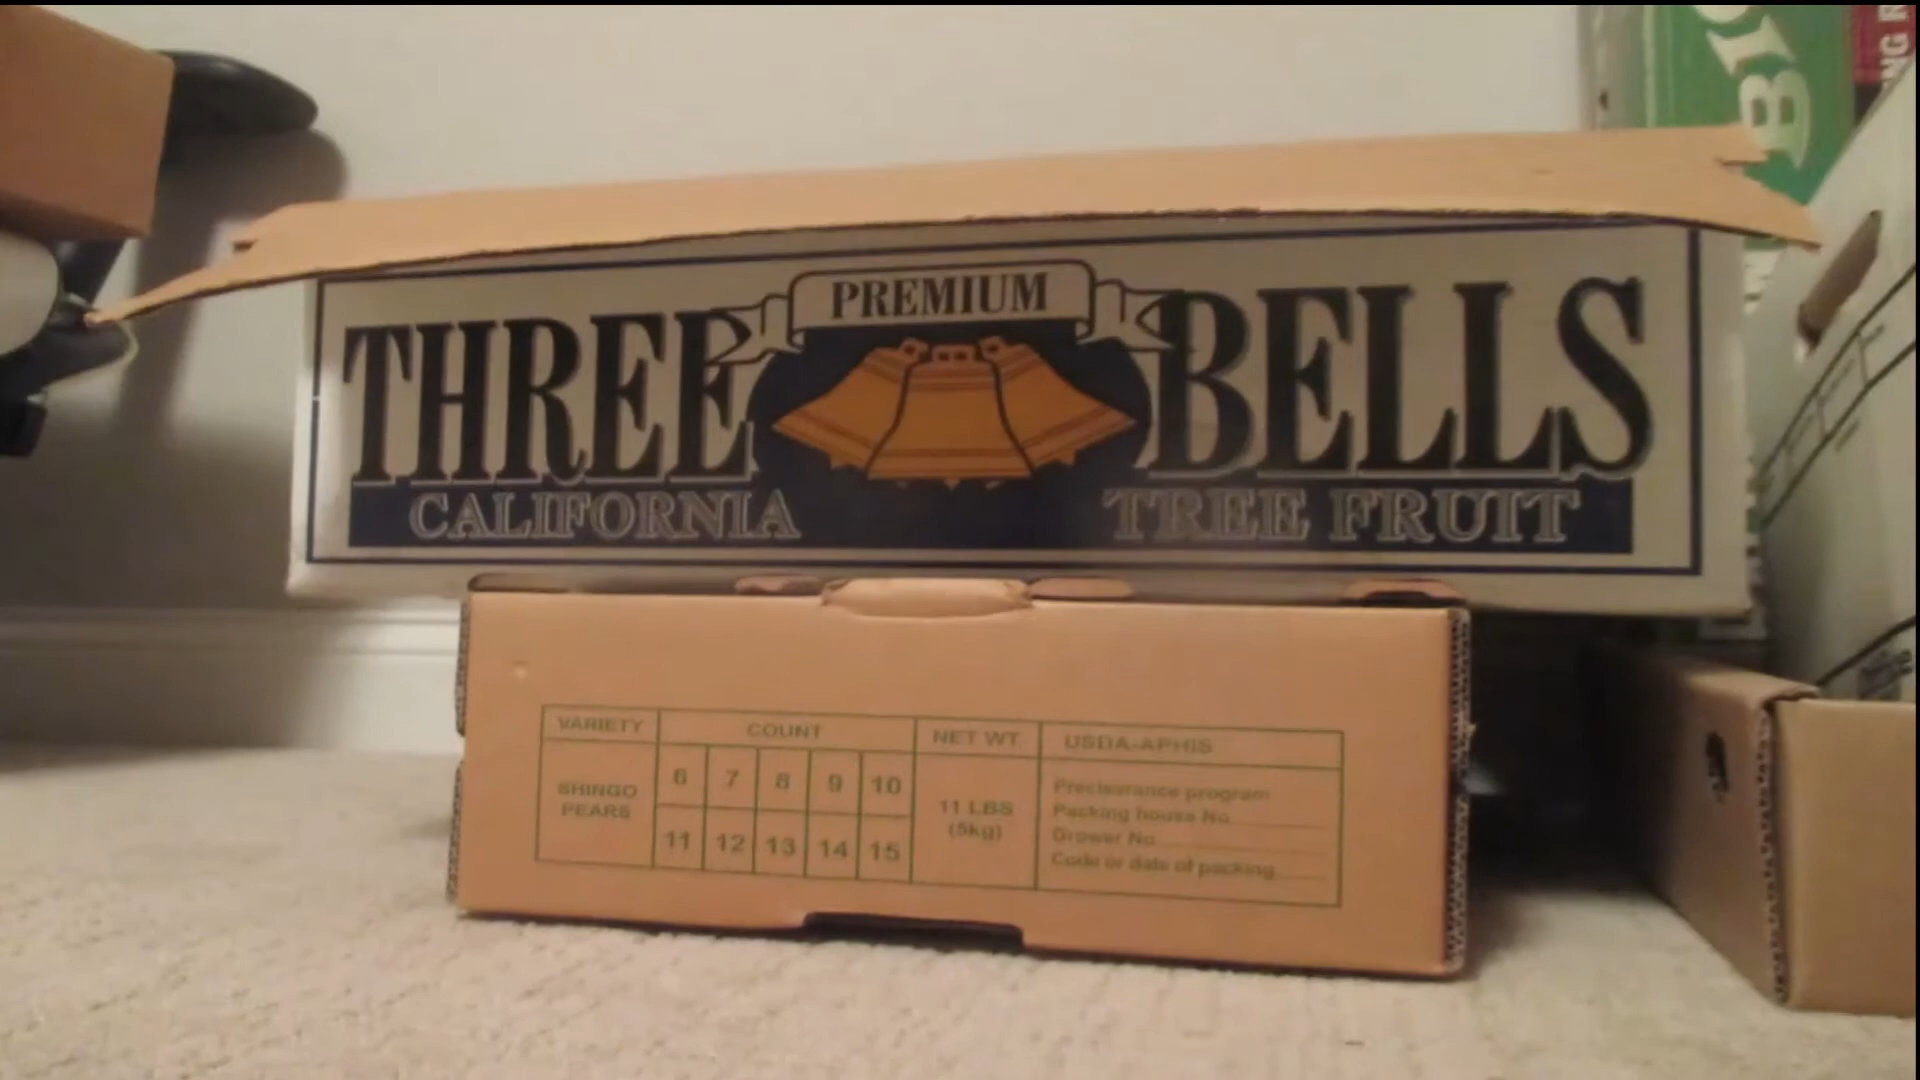 PREMIUM
THREE BELLS
CALIFORNIA TREE FRUIT
VARIETY COUNT NET WT. USDA-APHIS
SHINGO PEARS
6 7 8 9 10
11 12 13 14 15
11 LBS
(5kg)
Preclearance program
Packing house No
Grower No
Code or date of packing